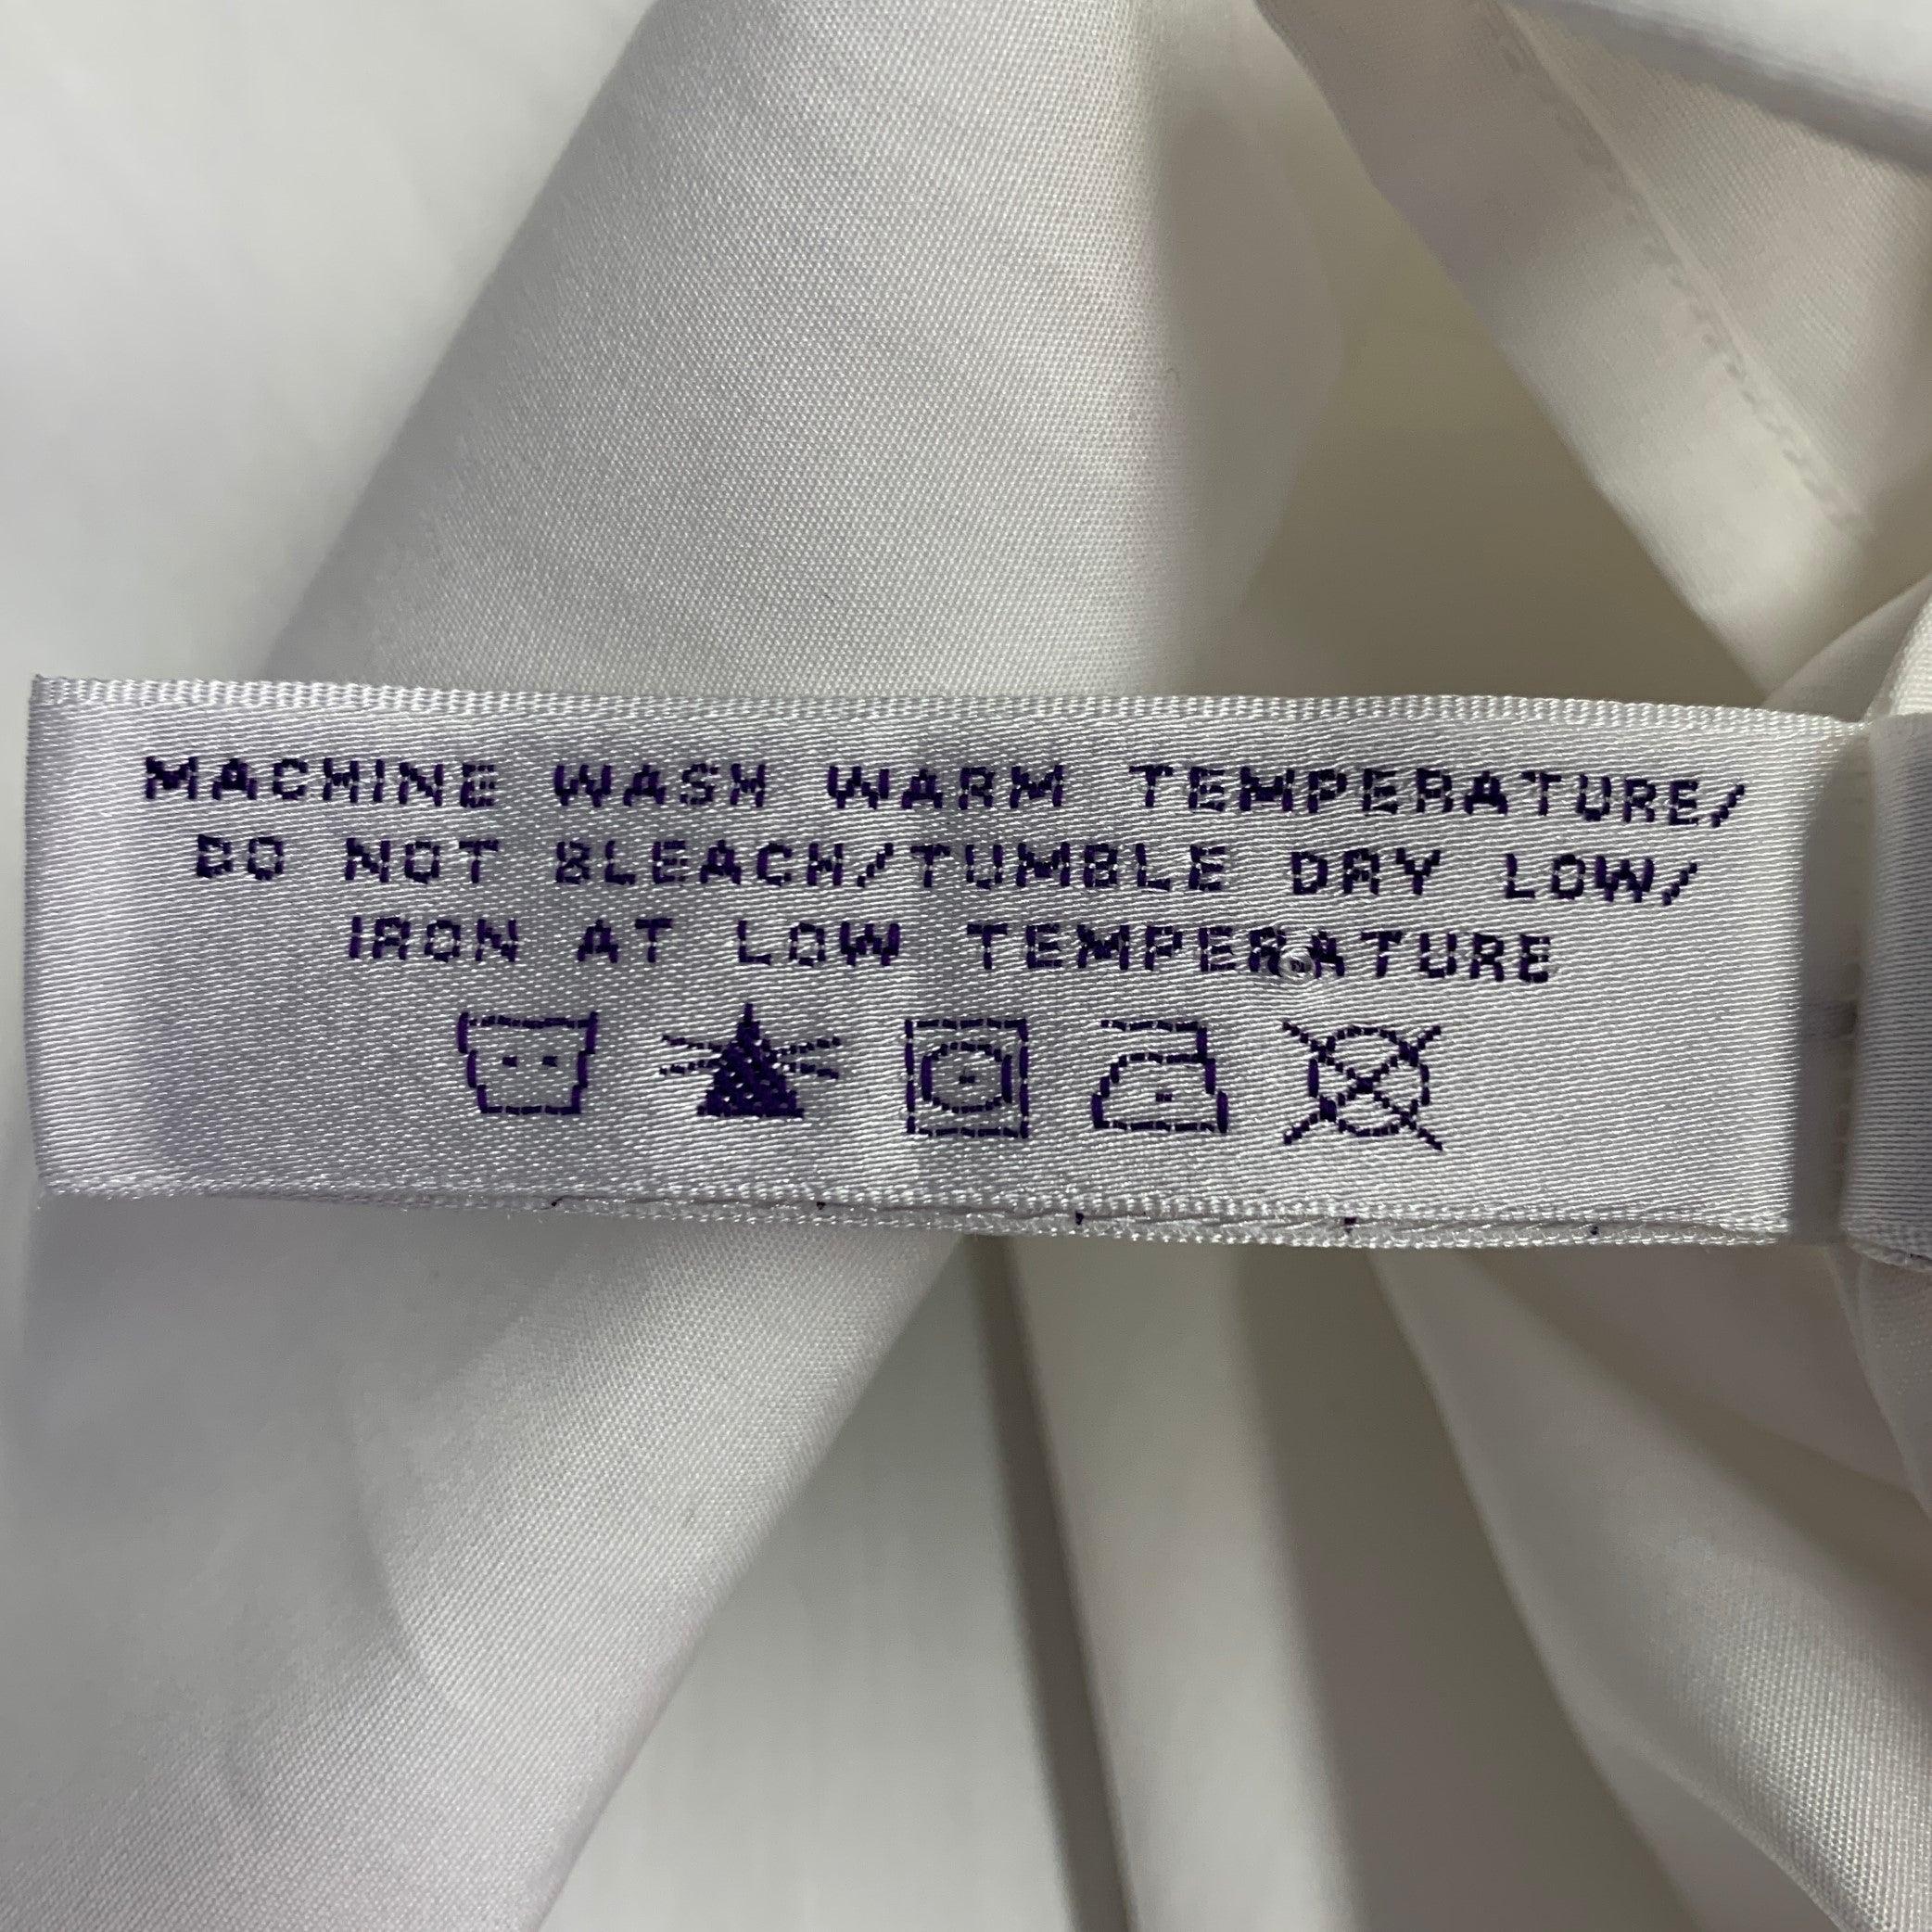 MACHINE WASH WARM TEMPERATURE/
DO NOT BLEACH/TUMBLE DRY LOW/
IRON AT LOW TEMPERATURE